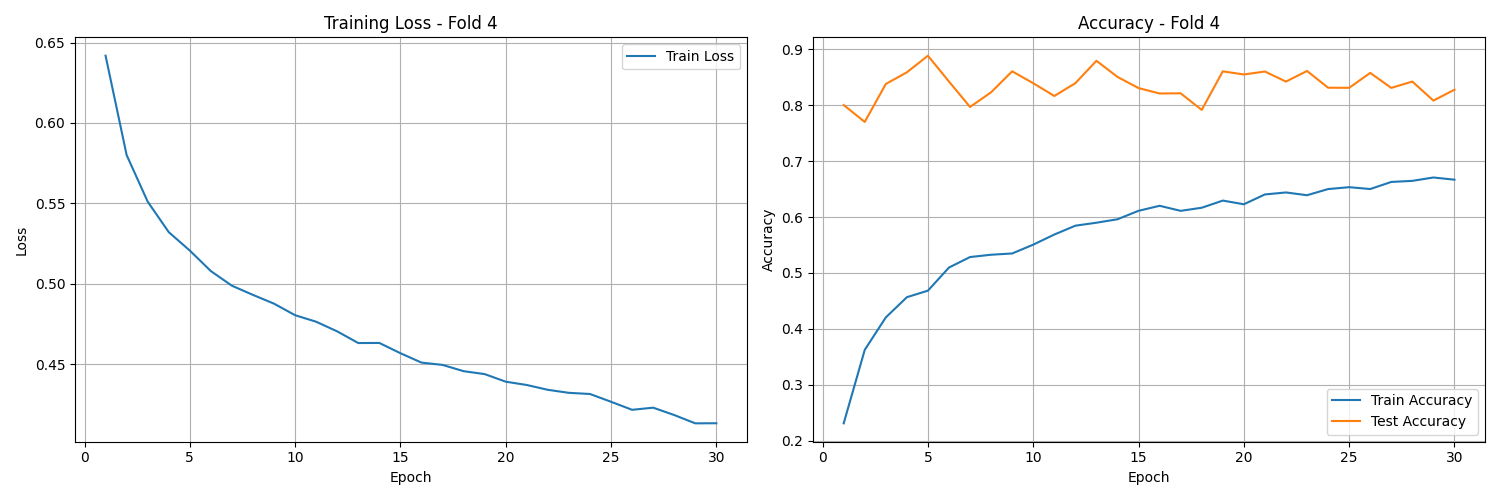 Training Loss - Fold 4
0.65
0.60
0.55
0.50
0.45
Loss
Train Loss
0 5 10 15 20 25 30
Epoch
Accuracy - Fold 4
0.9
0.8
0.7
0.6
0.5
0.4
0.3
0.2
Accuracy
Train Accuracy
Test Accuracy
0 5 10 15 20 25 30
Epoch